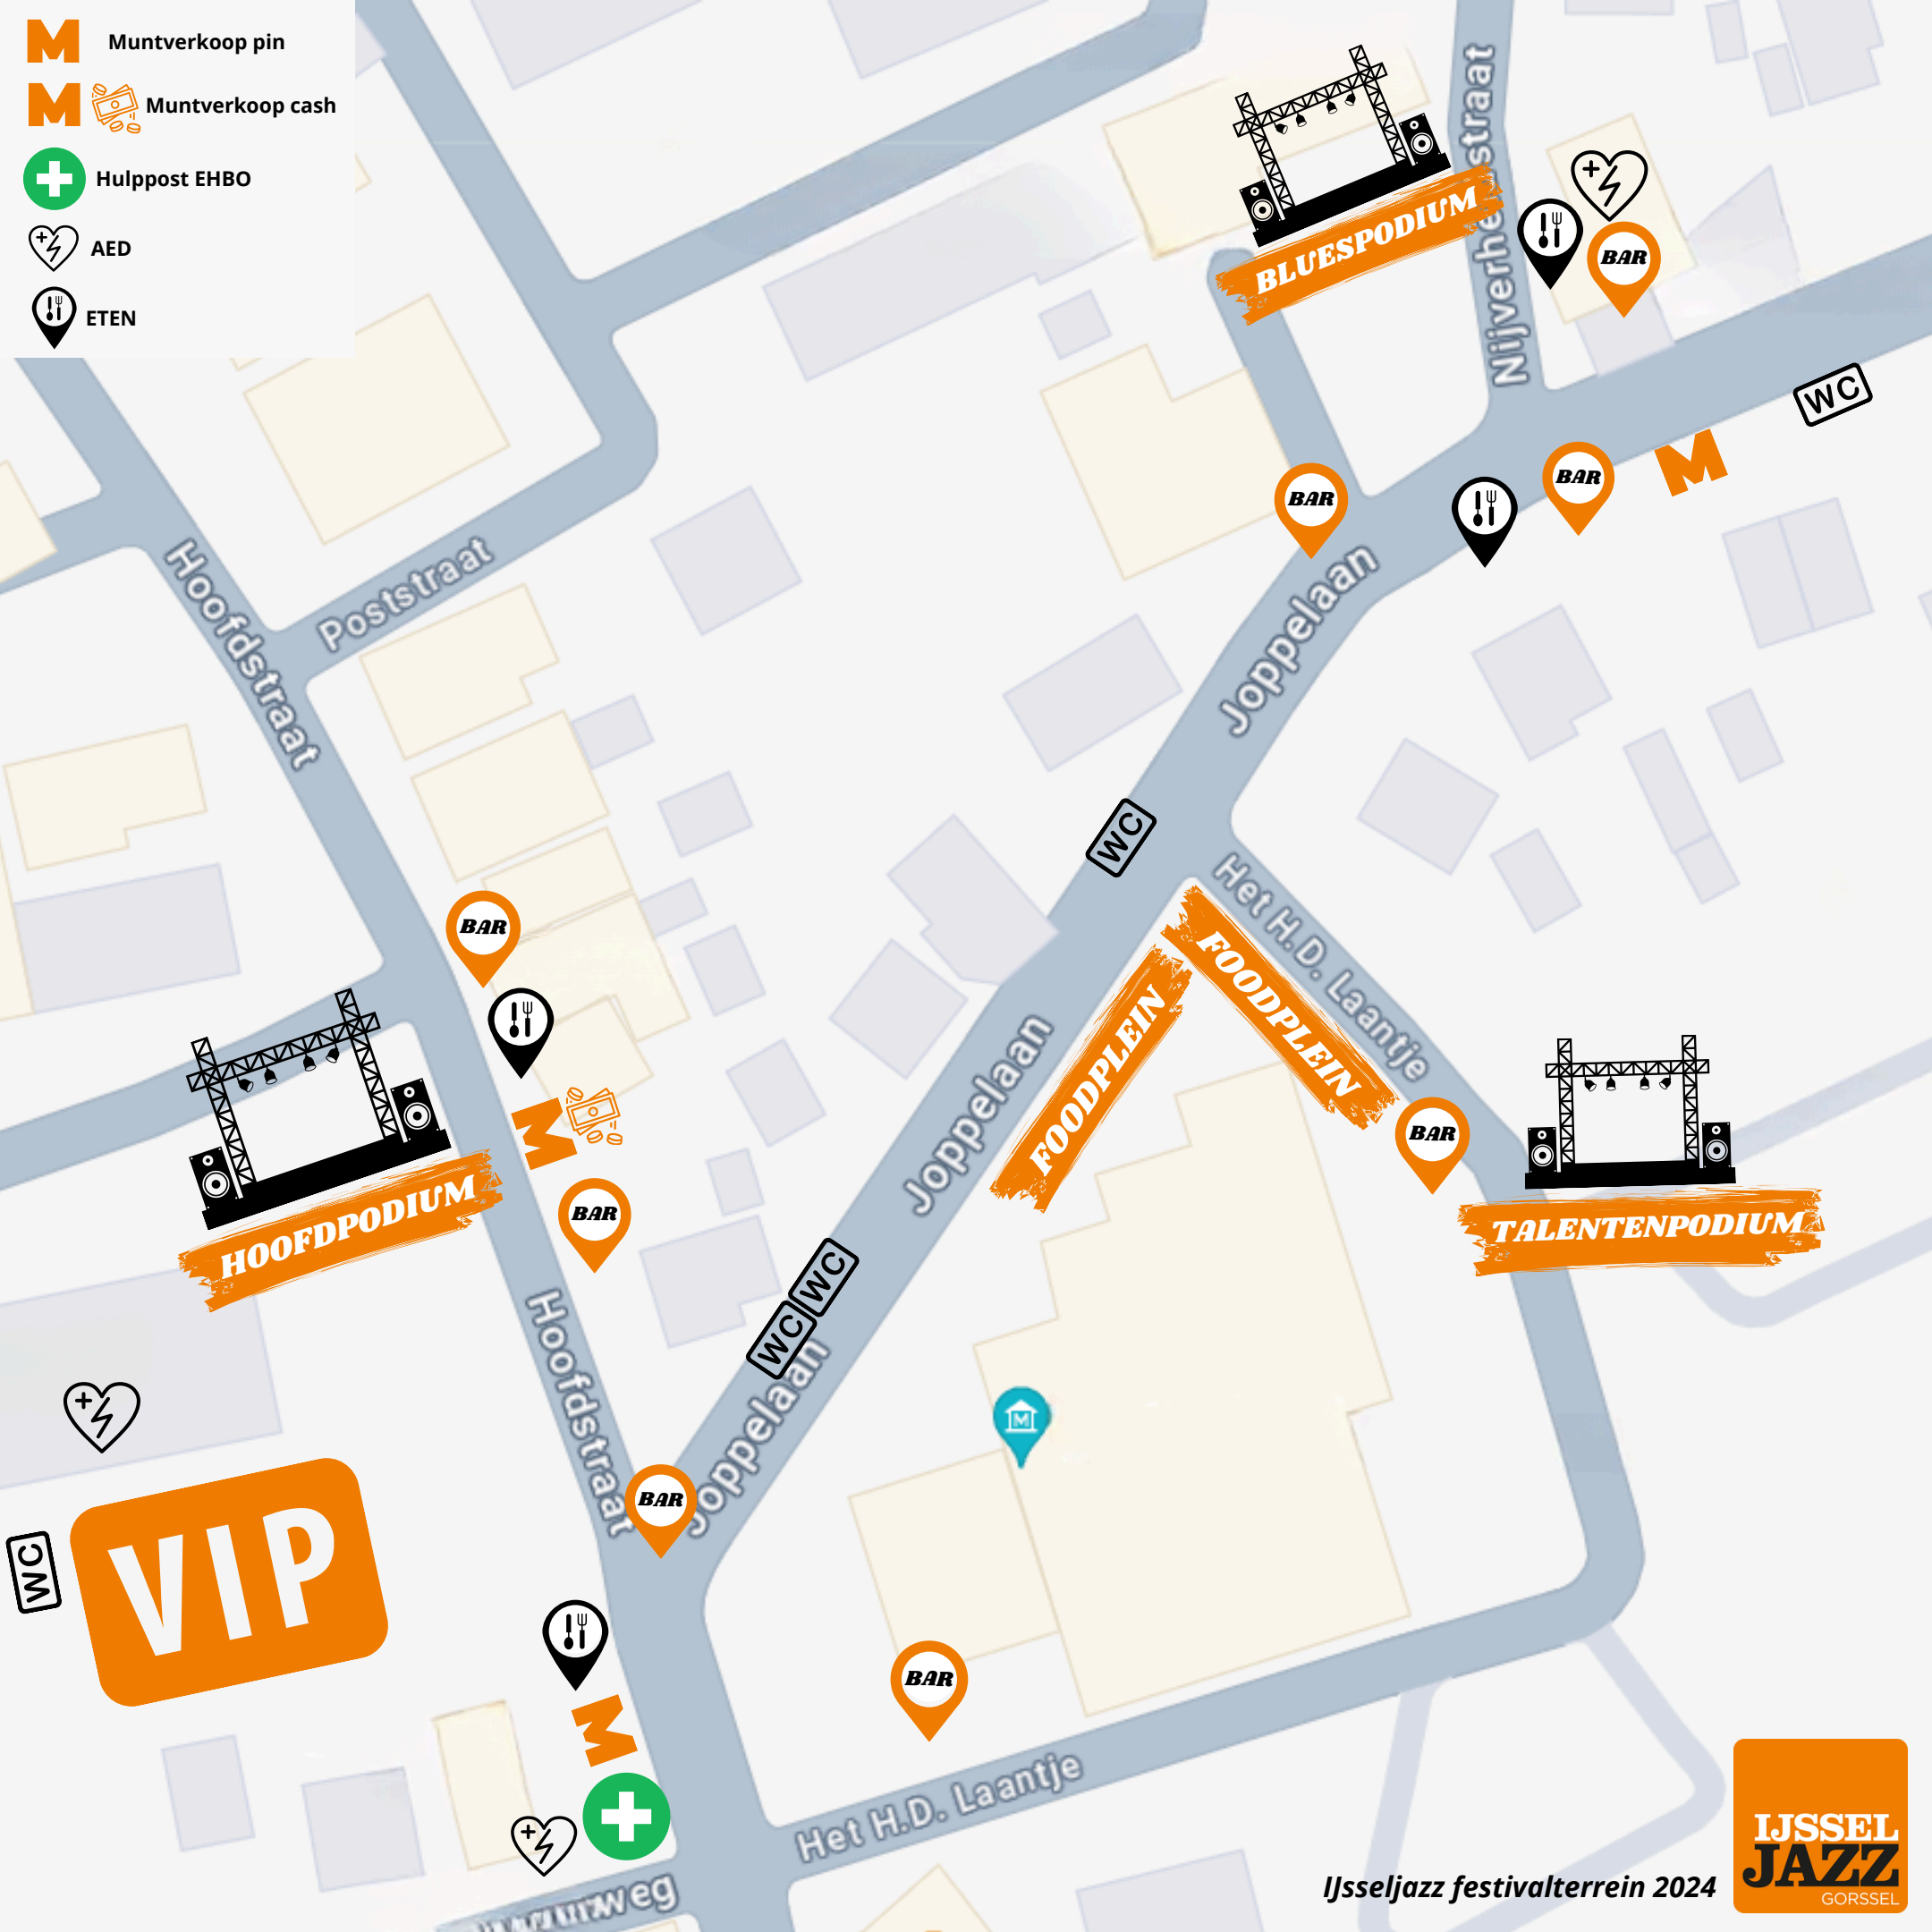 M Muntverkoop pin
M Muntverkoop cash
Hulppost EHBO
AED
ETEN
BLUESPODIUM
Nijverheidsstraat
BAR
WC
M
BAR
BAR
Hoofdstraat
Poststraat
Joppelaan
WC
Het H.D. Laantje
FOODPLEIN
FOODPLEIN
BAR
HOOFDPODIUM
M
BAR
Joppelaan
BAR
TALENTENPODIUM
WC
WC
Hoofdstraat
Joppelaan
M
BAR
VIP
WC
BAR
M
Het H.D. Laantje
IJSSEL
JAZZ
GORSSEL
IJsseljazz festivalterrein 2024